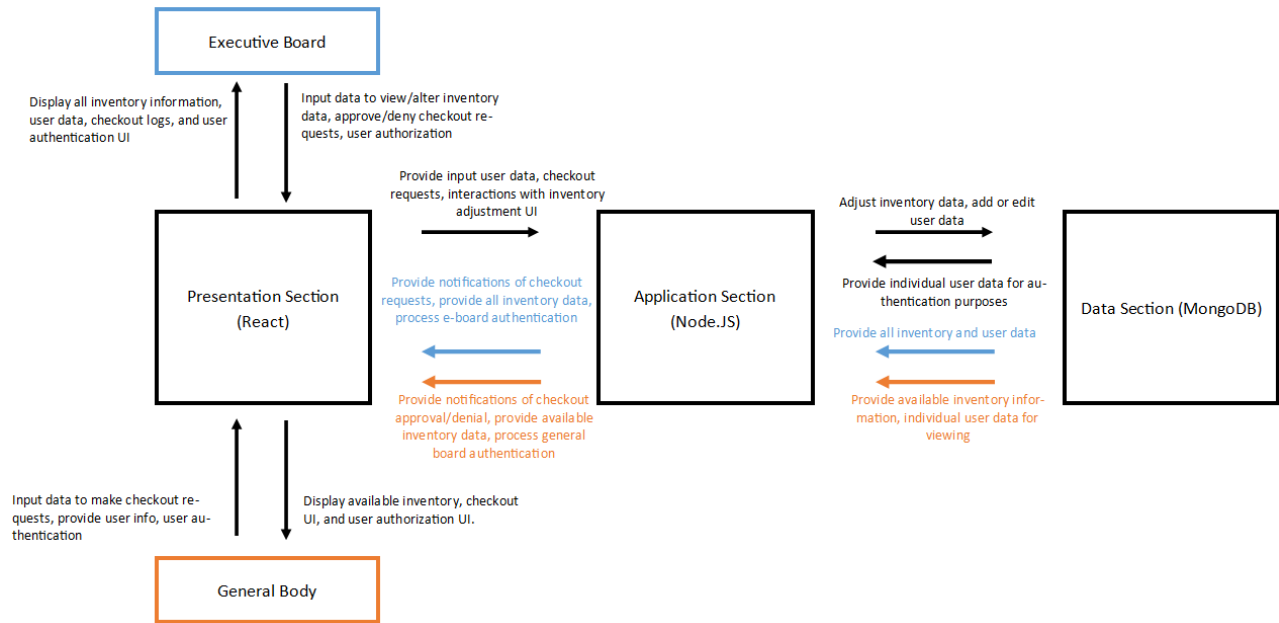 Executive Board
Display all inventory information,
user data, checkout logs, and user
authentication UI
Input data to view/alter inventory
data, approve/deny checkout re-
quests, user authorization
Provide input user data, checkout
requests, interactions with inventory
adjustment UI
Adjust inventory data, add or edit
user data
Presentation Section
(React)
Provide notifications of checkout
requests, provide all inventory data,
process e-board authentication
Application Section
(Node.JS)
Provide individual user data for au-
thentication purposes
Provide all inventory and user data
Data Section (MongoDB)
Provide notifications of checkout
approval/denial, provide available
inventory data, process general
board authentication
Provide available inventory infor-
mation, individual user data for
viewing
Input data to make checkout re-
quests, provide user info, user au-
thentication
Display available inventory, checkout
UI, and user authorization UI.
General Body